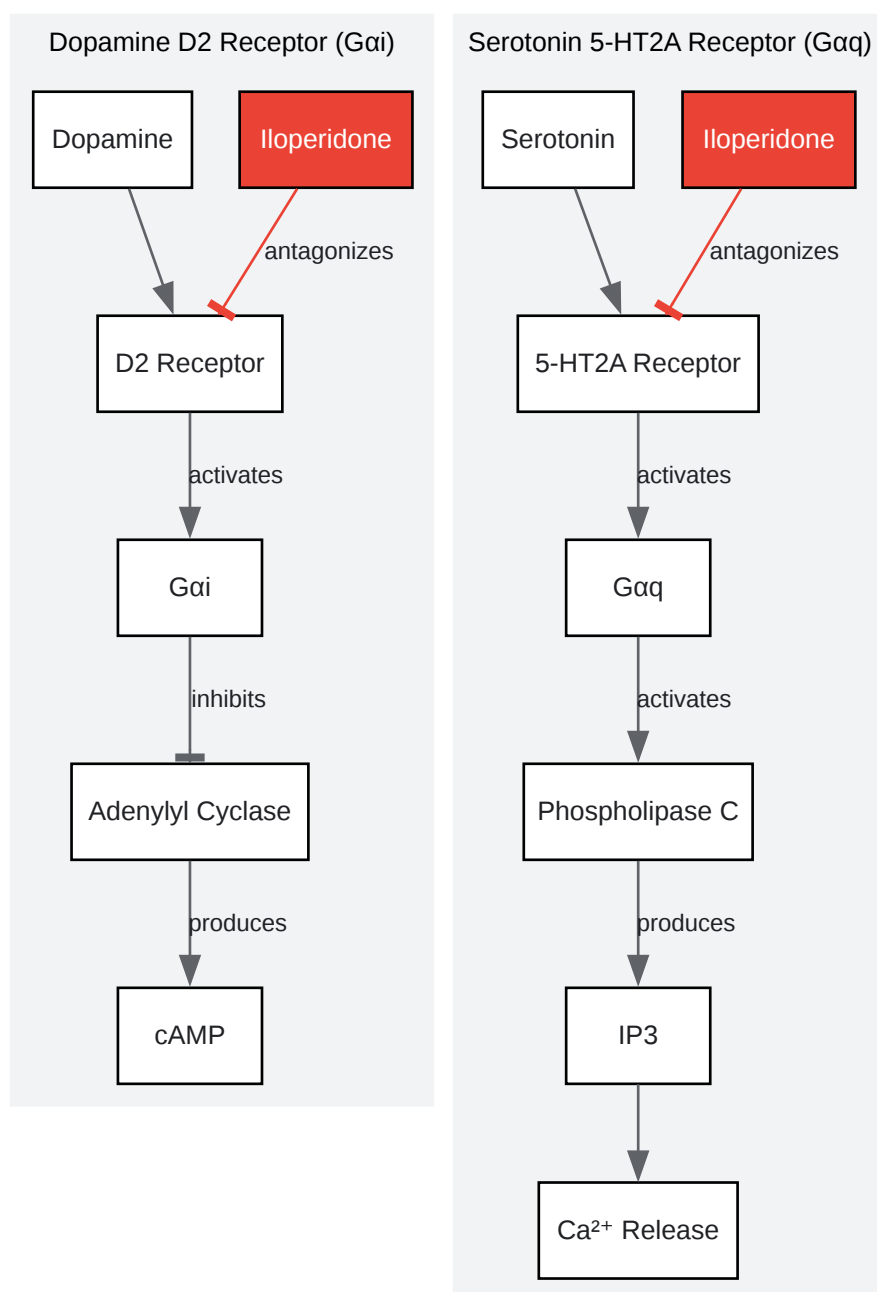 Dopamine D2 Receptor (Gαi)
Dopamine
Iloperidone
antagonizes
D2 Receptor
activates
Gαi
inhibits
Adenylyl Cyclase
produces
cAMP
Serotonin 5-HT2A Receptor (Gαq)
Serotonin
Iloperidone
antagonizes
5-HT2A Receptor
activates
Gαq
activates
Phospholipase C
produces
IP3
Ca²⁺ Release